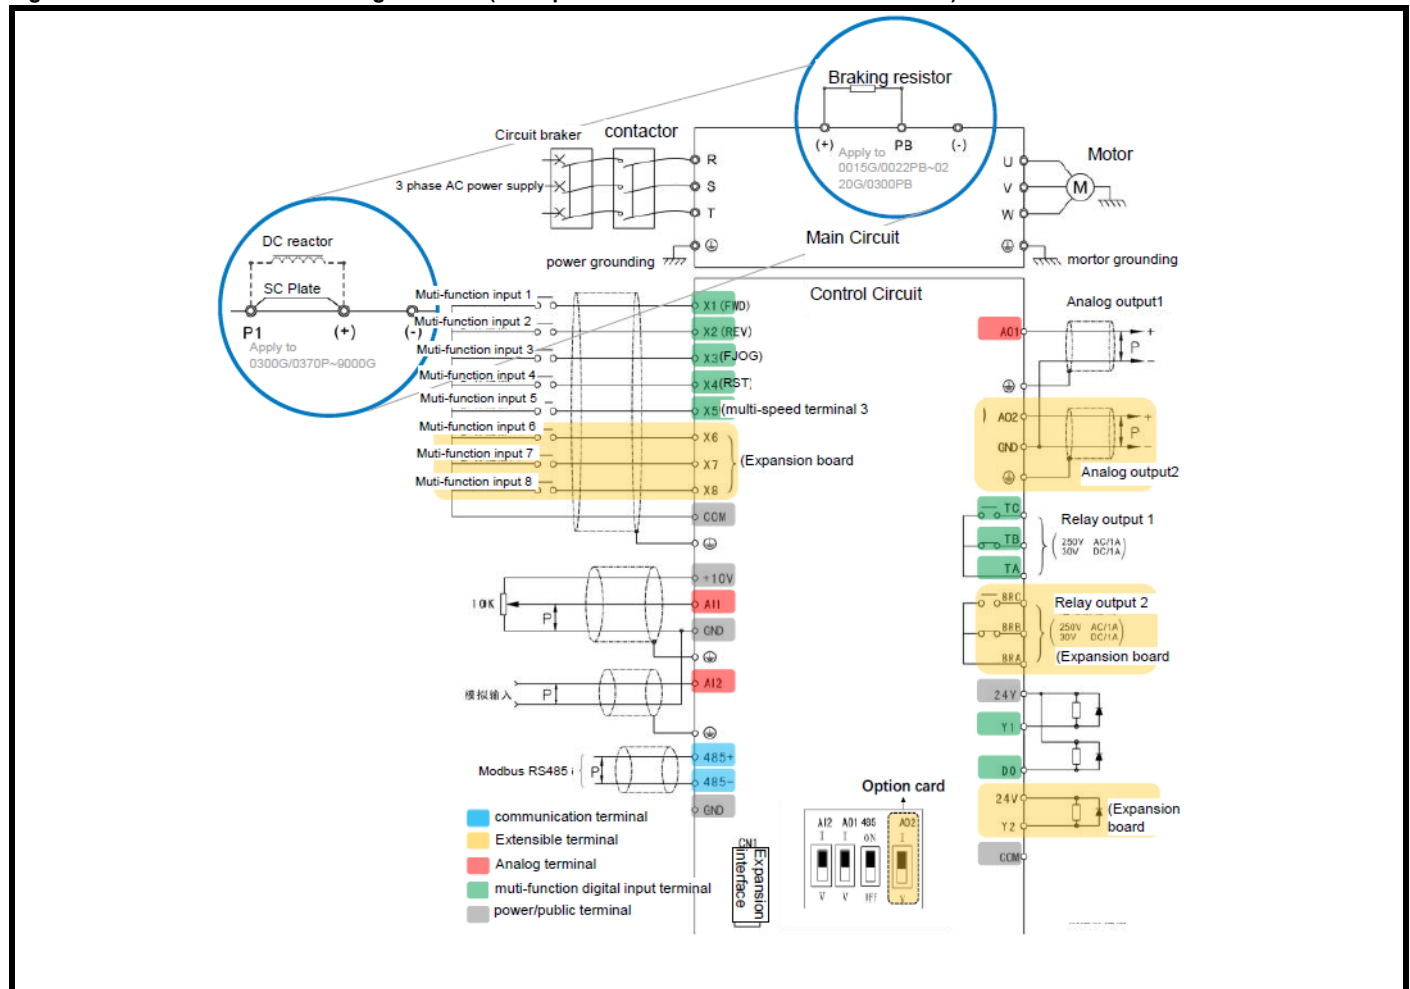 Braking resistor
(+)
PB
(-)
Apply to
0015G/0022PB~02
20G/0300PB
Circuit braker
contactor
3 phase AC power supply
R
S
T
U
V
W
Motor
M
Main Circuit
power grounding
mortor grounding
DC reactor
SC Plate
P1
(+)
(-)
Apply to
0300G/0370P~9000G
Control Circuit
Muti-function input 1
X1(FWD)
Muti-function input 2
X2(REV)
Muti-function input 3
X3(FJOG)
Muti-function input 4
X4(RST)
Muti-function input 5
X5(multi-speed terminal 3
Muti-function input 6
X6
Muti-function input 7
X7
(Expansion board
Muti-function input 8
X8
COM
+10V
10K
AI1
P
GND
AI2
模拟输入
P
Modbus RS485
P
485+
485-
GND
Analog output1
AO1
+
P
-
)
AO2
+
P
GND
-
Analog output2
TC
Relay output 1
TB
250V AC/1A
30V DC/1A
TA
BRC
Relay output 2
BRB
250V AC/1A
30V DC/1A
BRA
(Expansion board
24V
Y1
DO
24V
(Expansion
board
Y2
COM
communication terminal
Extensible terminal
Analog terminal
muti-function digital input terminal
power/public terminal
CN1
Expansion
interface
Option card
AI2 AO1 485 AO2
I I ON I
V V OFF V